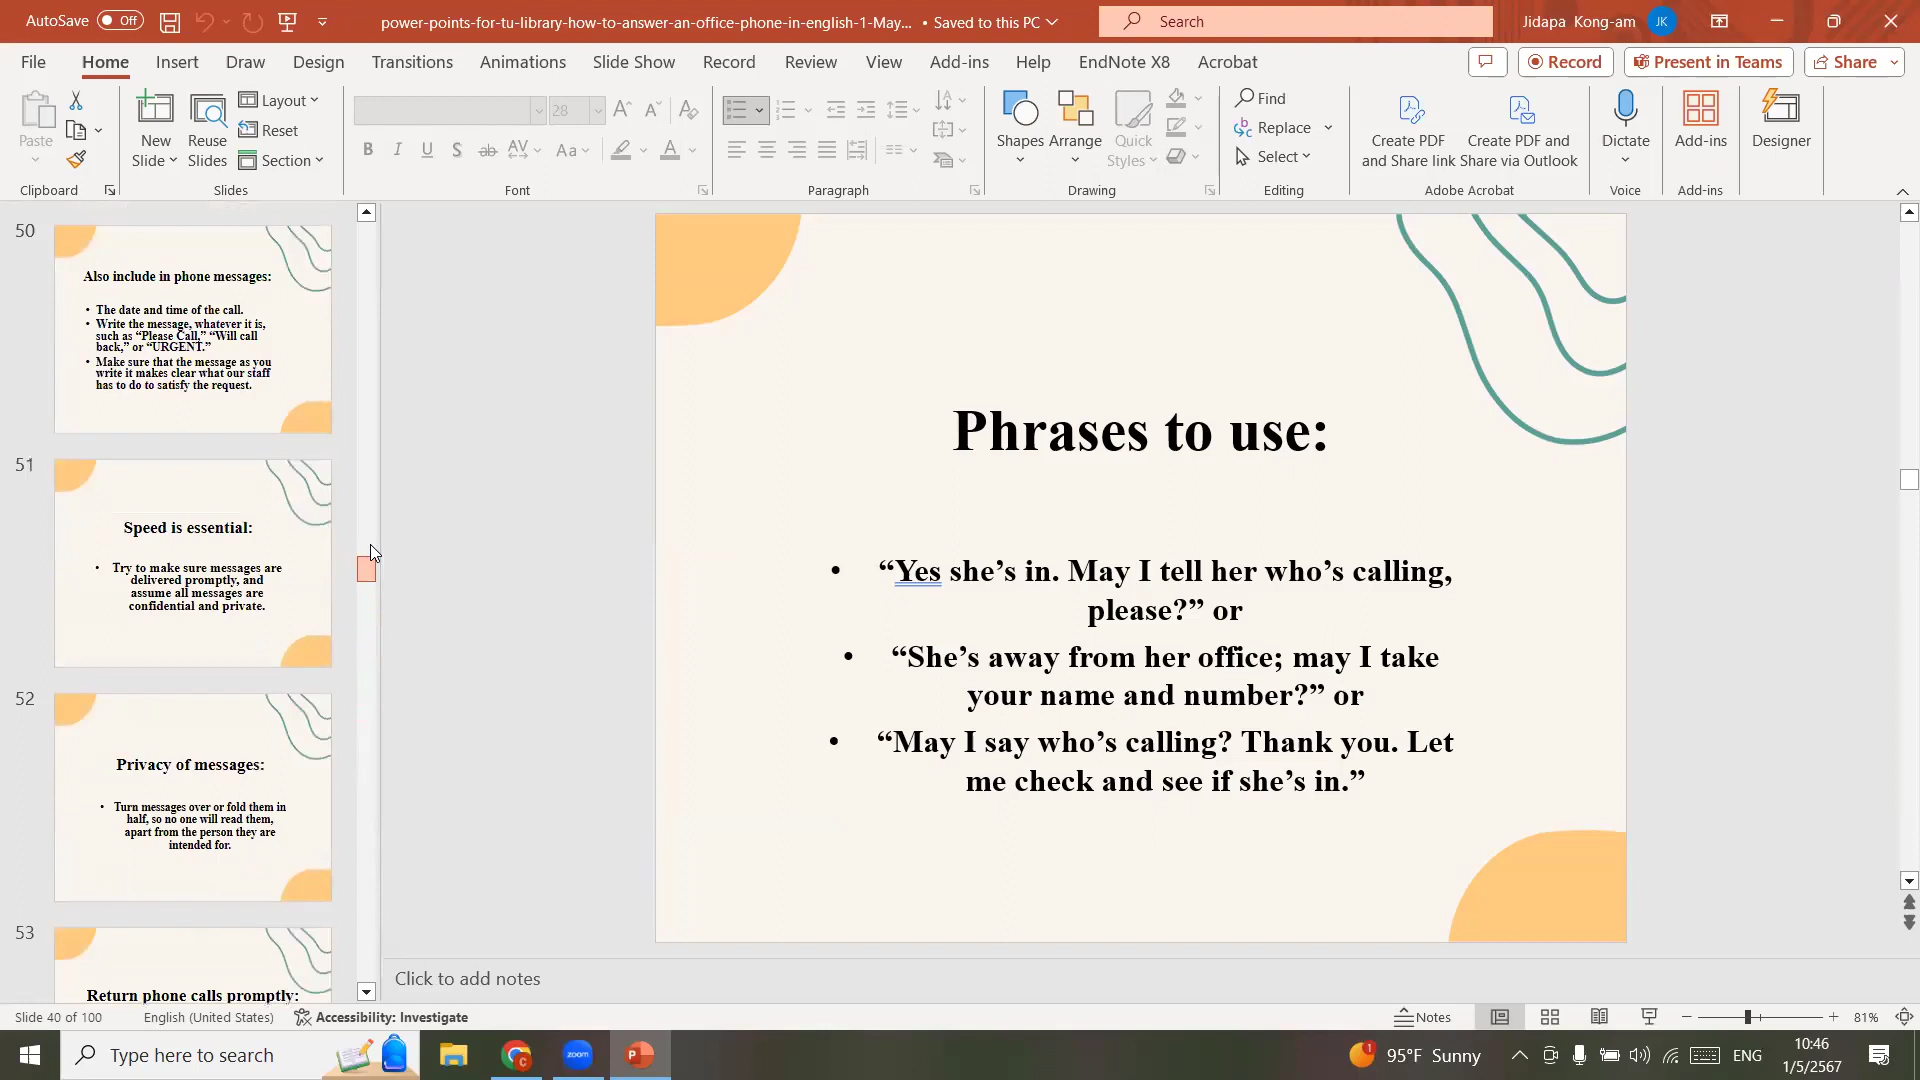 AutoSave Off
power-points-for-tu-library-how-to-answer-an-office-phone-in-english-1-May... • Saved to this PC
Search
Jidapa Kong-am JK
File Home Insert Draw Design Transitions Animations Slide Show Record Review View Add-ins Help EndNote X8 Acrobat
Record Present in Teams Share
Paste
New Slide
Reuse Slides
Layout
Reset
Section
28
B I U S ab AV Aa A
Shapes Arrange Quick Styles
Find
Replace
Select
Create PDF and Share link
Create PDF and Share via Outlook
Dictate
Add-ins
Designer
Clipboard Slides Font Paragraph Drawing Editing Adobe Acrobat Voice Add-ins
50
Also include in phone messages:
• The date and time of the call.
• Write the message, whatever it is,
such as “Please Call,” “Will call
back,” or “URGENT.”
• Make sure that the message as you
write it makes clear what our staff
has to do to satisfy the request.
51
Speed is essential:
• Try to make sure messages are
delivered promptly, and
assume all messages are
confidential and private.
52
Privacy of messages:
• Turn messages over or fold them in
half, so no one will read them,
apart from the person they are
intended for.
53
Return phone calls promptly:
Phrases to use:
• “Yes she’s in. May I tell her who’s calling,
please?” or
• “She’s away from her office; may I take
your name and number?” or
• “May I say who’s calling? Thank you. Let
me check and see if she’s in.”
Click to add notes
Slide 40 of 100 English (United States) Accessibility: Investigate
Notes 81%
Type here to search
zoom
1 95°F Sunny
ENG
10:46
1/5/2567